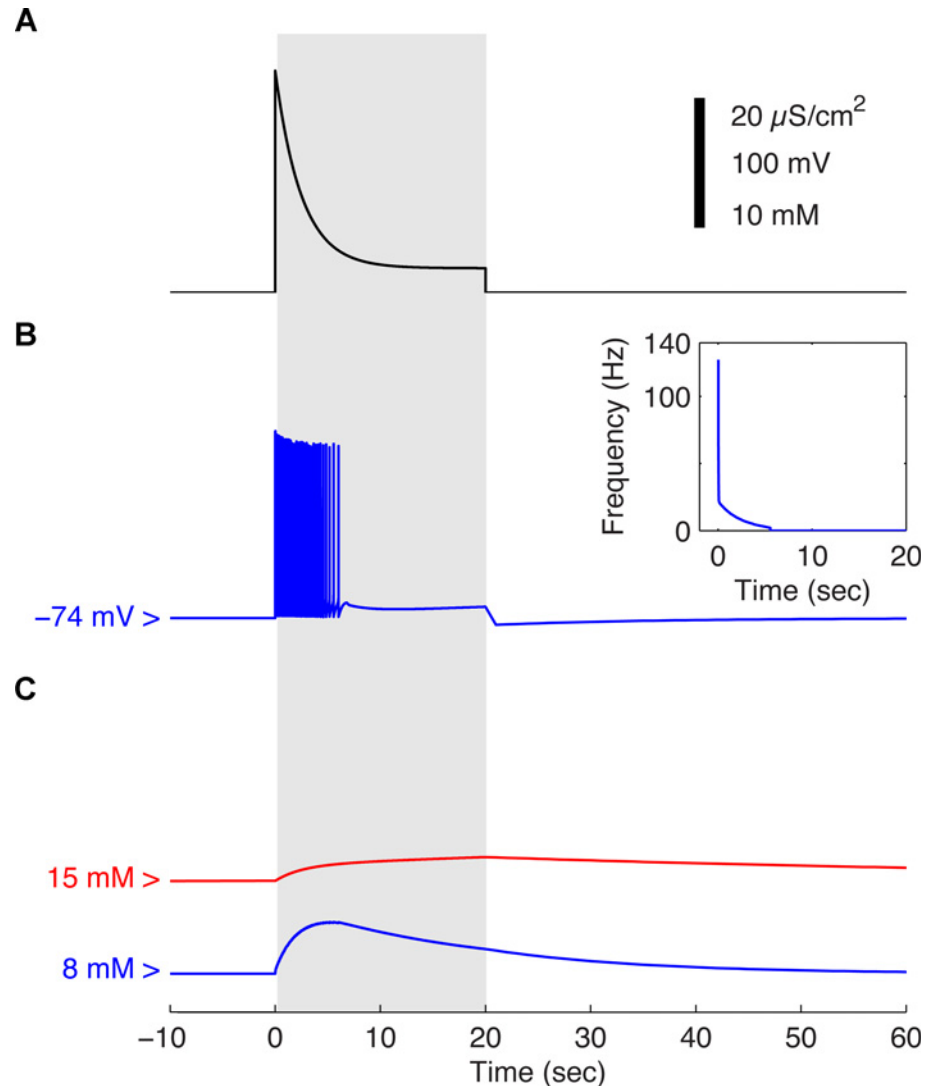 A
20 µS/cm²
100 mV
10 mM
B
140
100
0
Frequency (Hz)
0 10 20
Time (sec)
−74 mV >
C
15 mM >
8 mM >
−10 0 10 20 30 40 50 60
Time (sec)